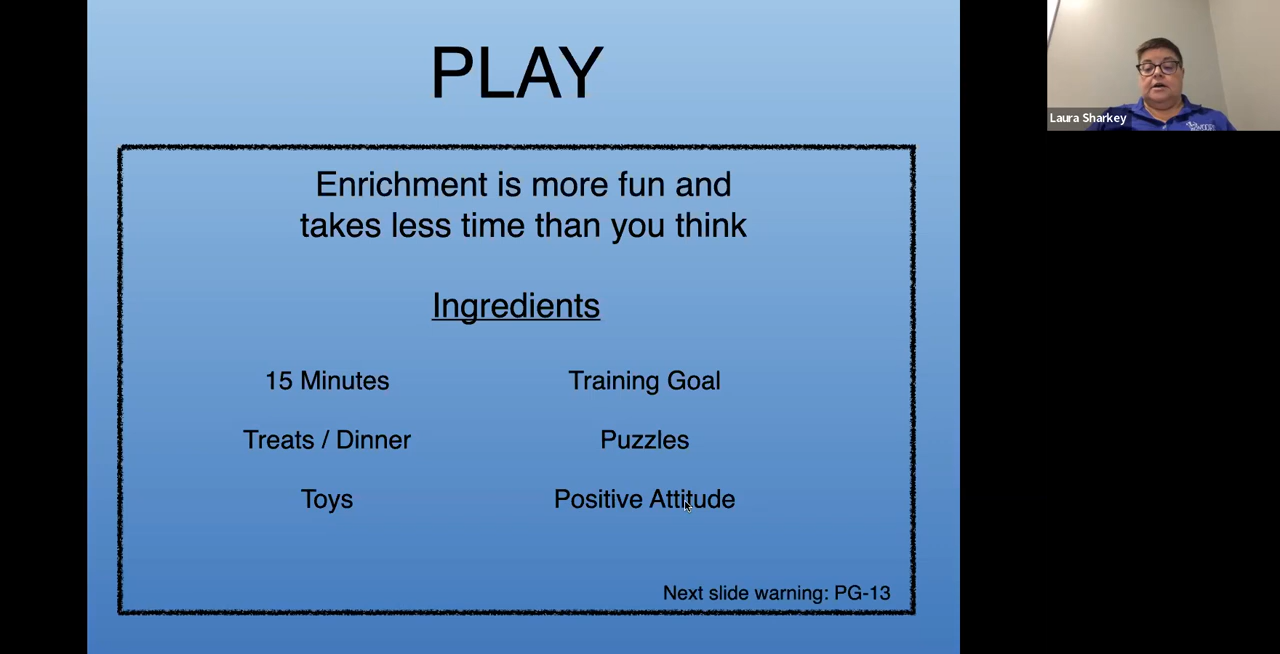 PLAY
Enrichment is more fun and
takes less time than you think
Ingredients
15 Minutes
Training Goal
Treats / Dinner
Puzzles
Toys
Positive Attitude
Next slide warning: PG-13
Laura Sharkey